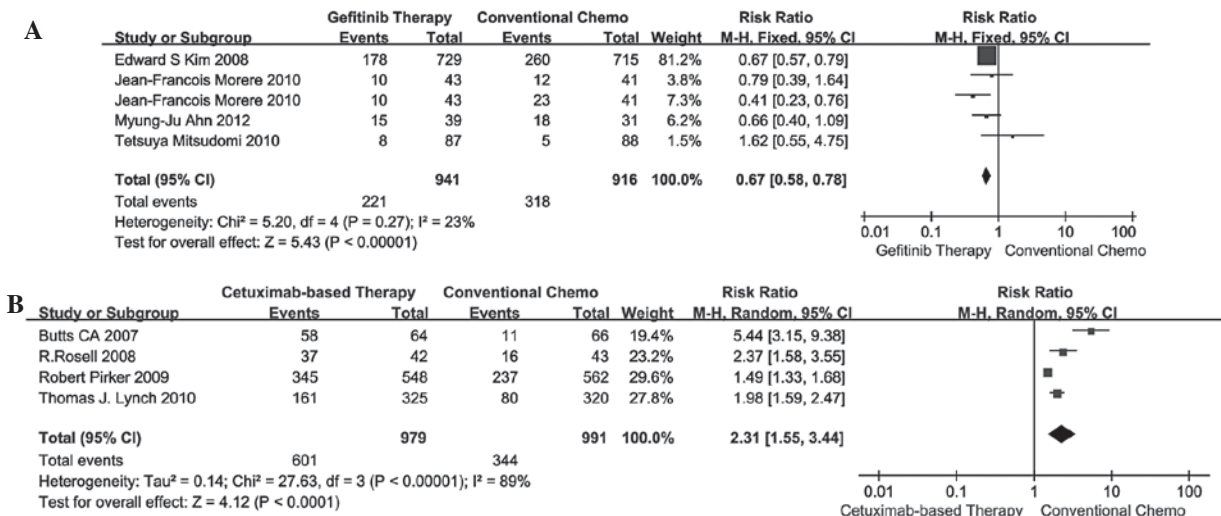 A
Gefitinib Therapy Conventional Chemo Risk Ratio Risk Ratio
Study or Subgroup Events Total Events Total Weight M-H, Fixed, 95% CI M-H, Fixed, 95% CI
Edward S Kim 2008 178 729 260 715 81.2% 0.67 [0.57, 0.79]
Jean-Francois Morere 2010 10 43 12 41 3.8% 0.79 [0.39, 1.64]
Jean-Francois Morere 2010 10 43 23 41 7.3% 0.41 [0.23, 0.76]
Myung-Ju Ahn 2012 15 39 18 31 6.2% 0.66 [0.40, 1.09]
Tetsuya Mitsudomi 2010 8 87 5 88 1.5% 1.62 [0.55, 4.75]
Total (95% CI) 941 916 100.0% 0.67 [0.58, 0.78]
Total events 221 318
Heterogeneity: Chi² = 5.20, df = 4 (P = 0.27); I² = 23%
Test for overall effect: Z = 5.43 (P < 0.00001)
0.01 0.1 1 10 100
Gefitinib Therapy Conventional Chemo
B
Cetuximab-based Therapy Conventional Chemo Risk Ratio Risk Ratio
Study or Subgroup Events Total Events Total Weight M-H, Random, 95% CI M-H, Random, 95% CI
Butts CA 2007 58 64 11 66 19.4% 5.44 [3.15, 9.38]
R.Rosell 2008 37 42 16 43 23.2% 2.37 [1.58, 3.55]
Robert Pirker 2009 345 548 237 562 29.6% 1.49 [1.33, 1.68]
Thomas J. Lynch 2010 161 325 80 320 27.8% 1.98 [1.59, 2.47]
Total (95% CI) 979 991 100.0% 2.31 [1.55, 3.44]
Total events 601 344
Heterogeneity: Tau² = 0.14; Chi² = 27.63, df = 3 (P < 0.00001); I² = 89%
Test for overall effect: Z = 4.12 (P < 0.0001)
0.01 0.1 1 10 100
Cetuximab-based Therapy Conventional Chemo